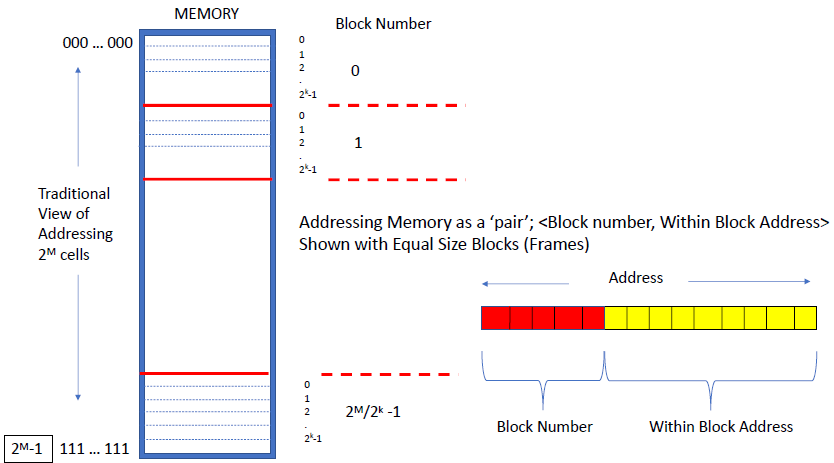 MEMORY
Block Number
000 ... 000
0
1
2
.
2ᵏ-1
0
0
1
2
.
2ᵏ-1
1
Traditional
View of
Addressing
2ᴹ cells
Addressing Memory as a ‘pair’; <Block number, Within Block Address>
Shown with Equal Size Blocks (Frames)
Address
0
1
2
.
2ᵏ-1
2ᴹ/2ᵏ -1
Block Number
Within Block Address
2ᴹ-1
111 ... 111